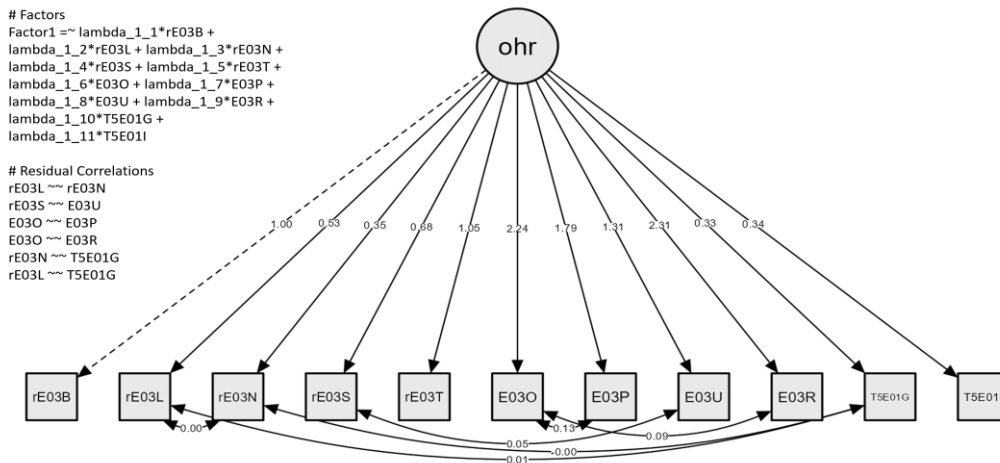 # Factors
Factor1 =~ lambda_1_1*rE03B +
lambda_1_2*rE03L + lambda_1_3*rE03N +
lambda_1_4*rE03S + lambda_1_5*rE03T +
lambda_1_6*E03O + lambda_1_7*E03P +
lambda_1_8*E03U + lambda_1_9*E03R +
lambda_1_10*T5E01G +
lambda_1_11*T5E01I
# Residual Correlations
rE03L ~~ rE03N
rE03S ~~ E03U
E03O ~~ E03P
E03O ~~ E03R
rE03N ~~ T5E01G
rE03L ~~ T5E01G
ohr
1.00 0.53 0.35 0.68 1.05 2.24 1.79 1.31 2.31 0.33 0.34
rE03B rE03L rE03N rE03S rE03T E03O E03P E03U E03R T5E01G T5E01
0.00 0.13
0.09
0.05
-0.00
0.01